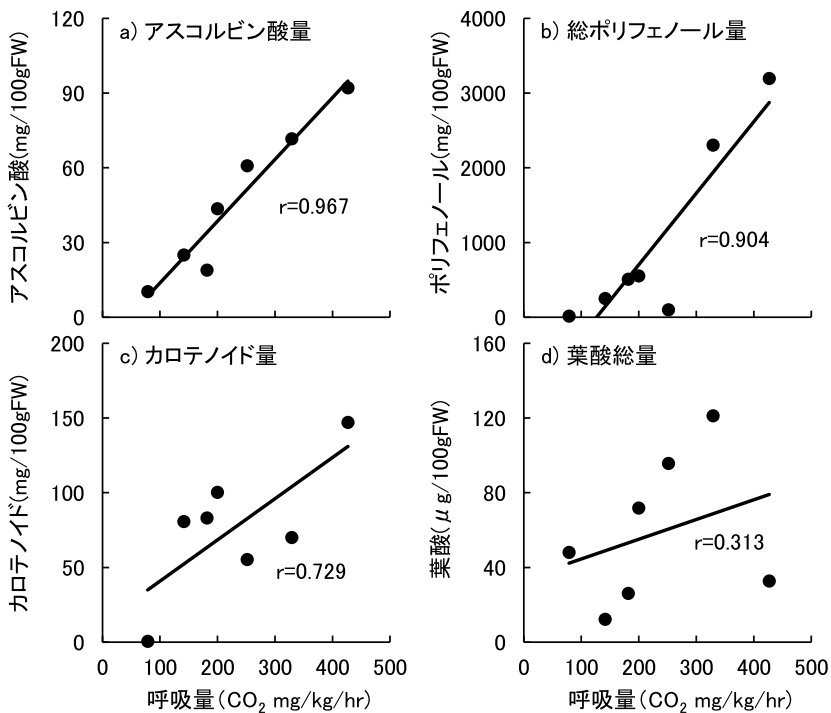 a) アスコルビン酸量
アスコルビン酸(mg/100gFW)
120
90
60
30
0
r=0.967
b) 総ポリフェノール量
ポリフェノール(mg/100gFW)
4000
3000
2000
1000
0
r=0.904
c) カロテノイド量
カロテノイド(mg/100gFW)
200
150
100
50
0
r=0.729
0 100 200 300 400 500
呼吸量(CO2 mg/kg/hr)
d) 葉酸総量
葉酸(μg/100gFW)
160
120
80
40
0
r=0.313
0 100 200 300 400 500
呼吸量(CO2 mg/kg/hr)